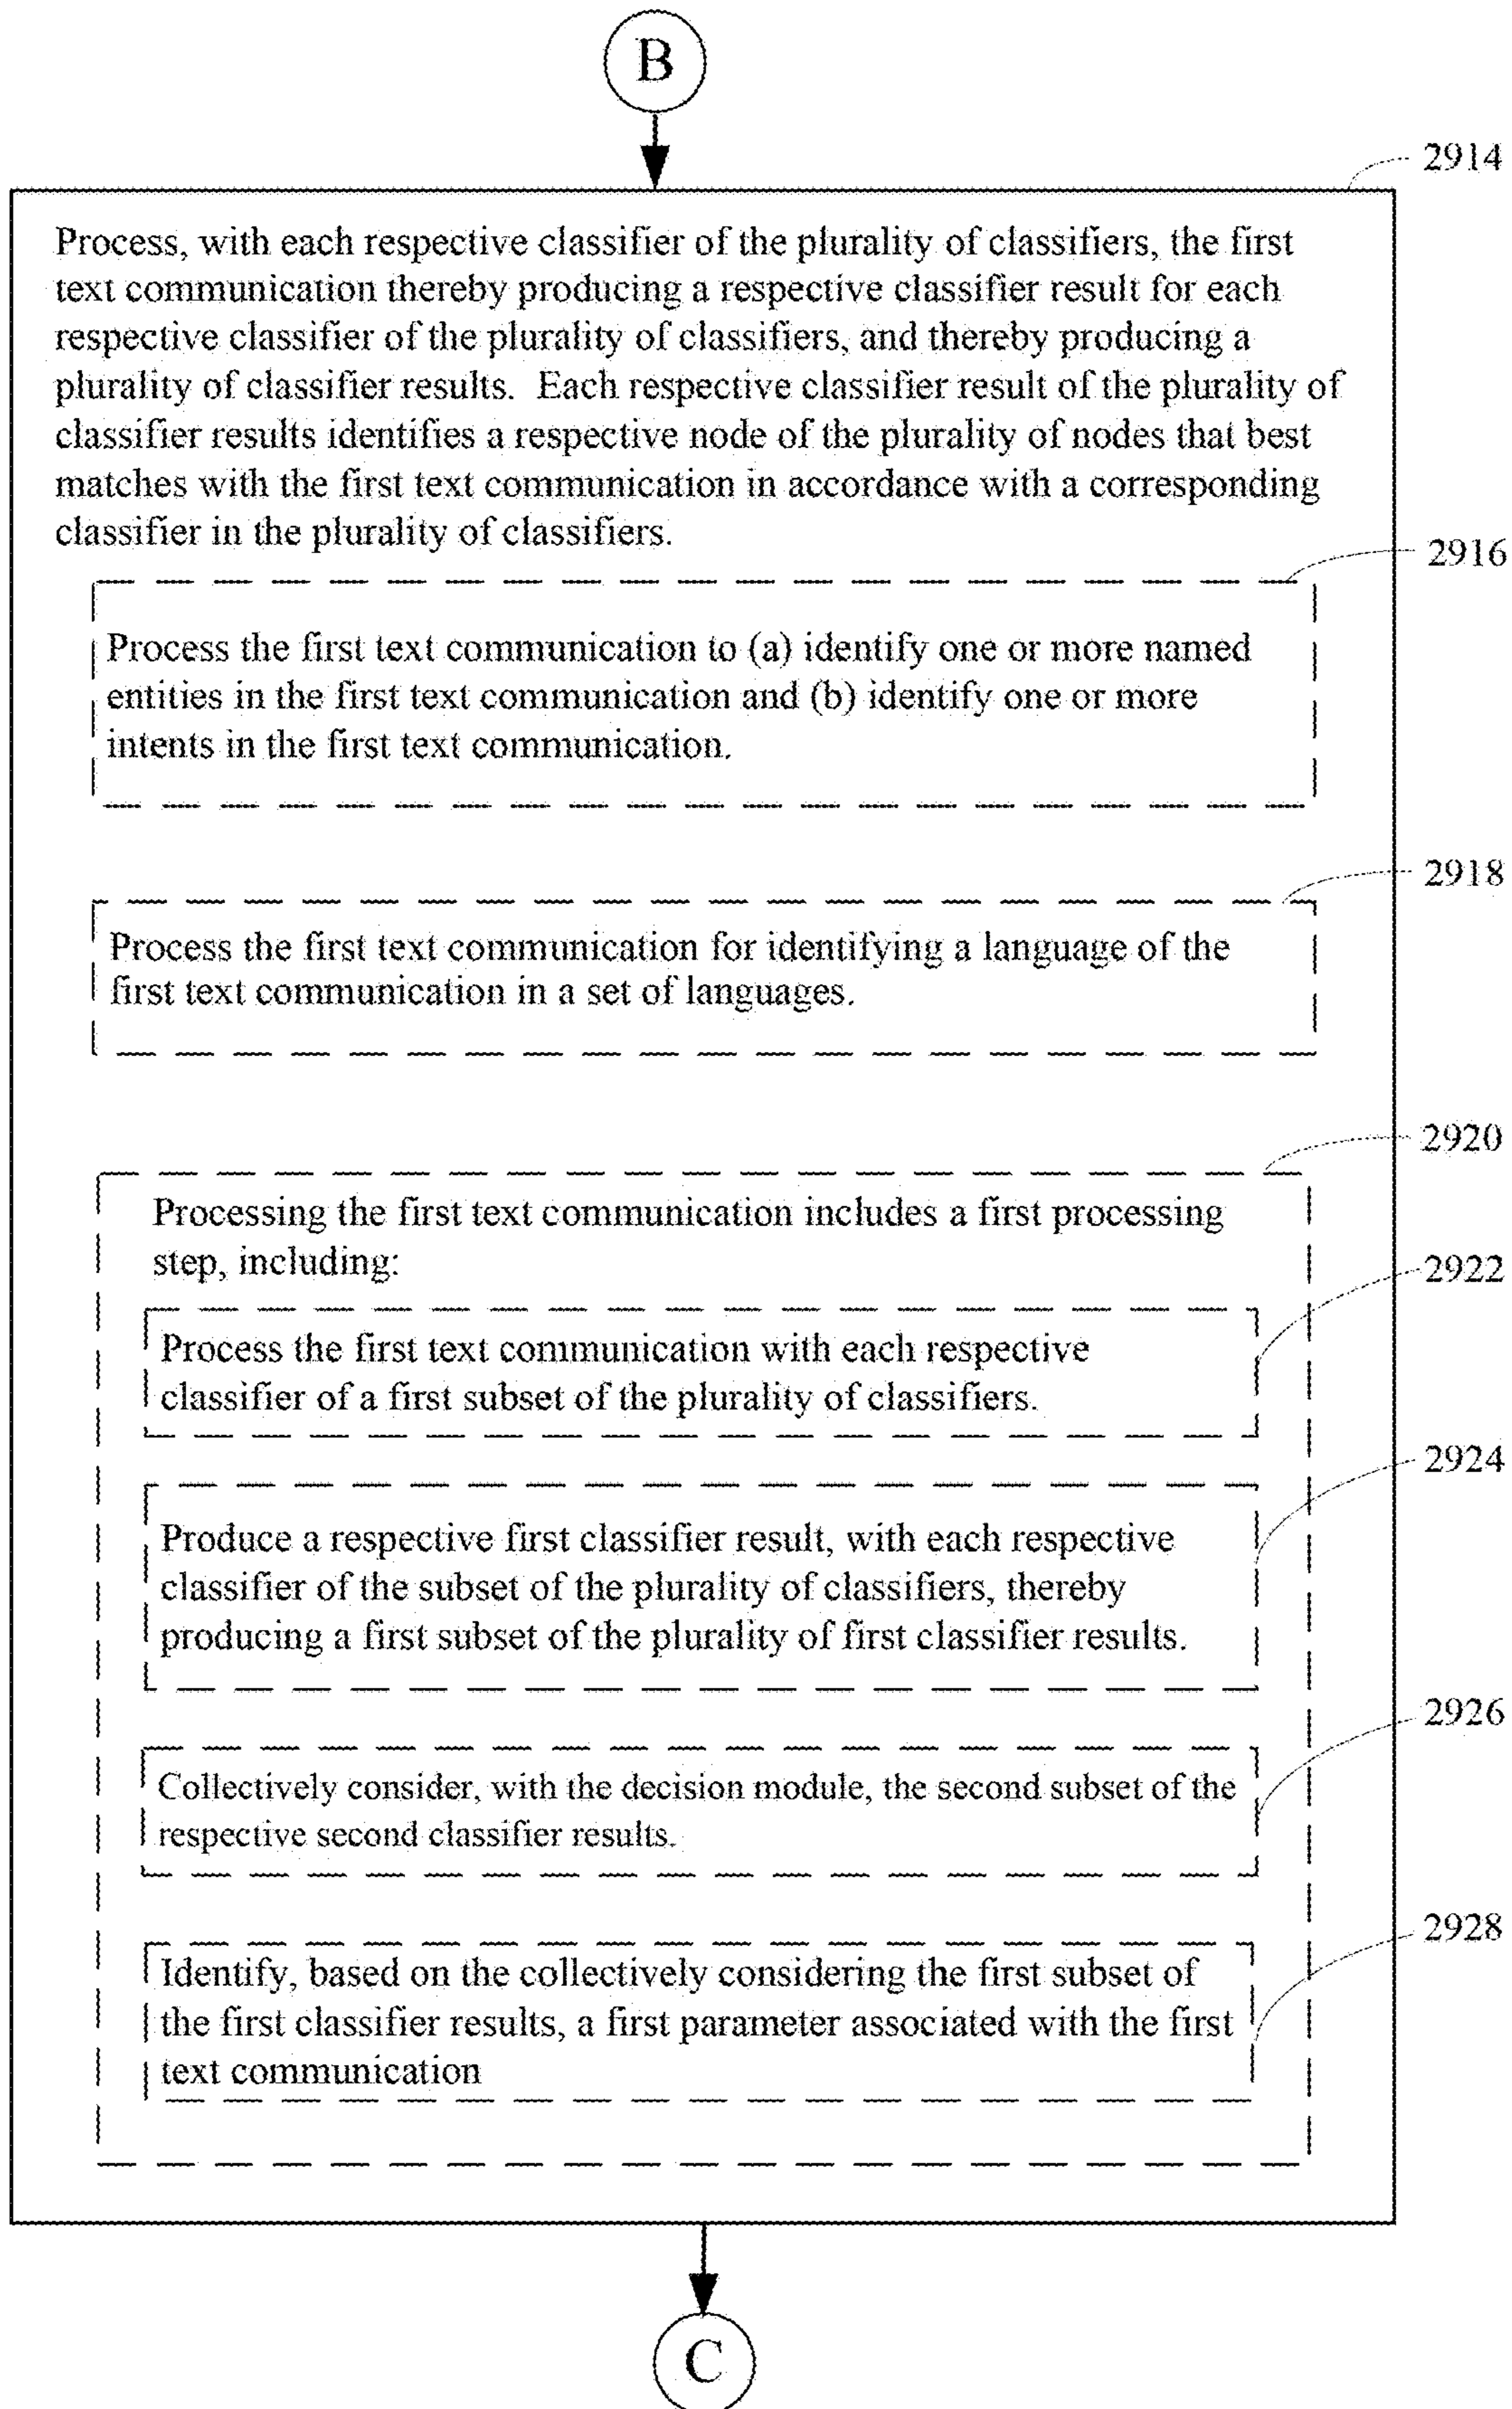 B
2914
Process, with each respective classifier of the plurality of classifiers, the first
text communication thereby producing a respective classifier result for each
respective classifier of the plurality of classifiers, and thereby producing a
plurality of classifier results.  Each respective classifier result of the plurality of
classifier results identifies a respective node of the plurality of nodes that best
matches with the first text communication in accordance with a corresponding
classifier in the plurality of classifiers.
2916
Process the first text communication to (a) identify one or more named
entities in the first text communication and (b) identify one or more
intents in the first text communication.
2918
Process the first text communication for identifying a language of the
first text communication in a set of languages.
2920
Processing the first text communication includes a first processing
step, including:
2922
Process the first text communication with each respective
classifier of a first subset of the plurality of classifiers.
2924
Produce a respective first classifier result, with each respective
classifier of the subset of the plurality of classifiers, thereby
producing a first subset of the plurality of first classifier results.
2926
Collectively consider, with the decision module, the second subset of the
respective second classifier results.
2928
Identify, based on the collectively considering the first subset of
the first classifier results, a first parameter associated with the first
text communication
C